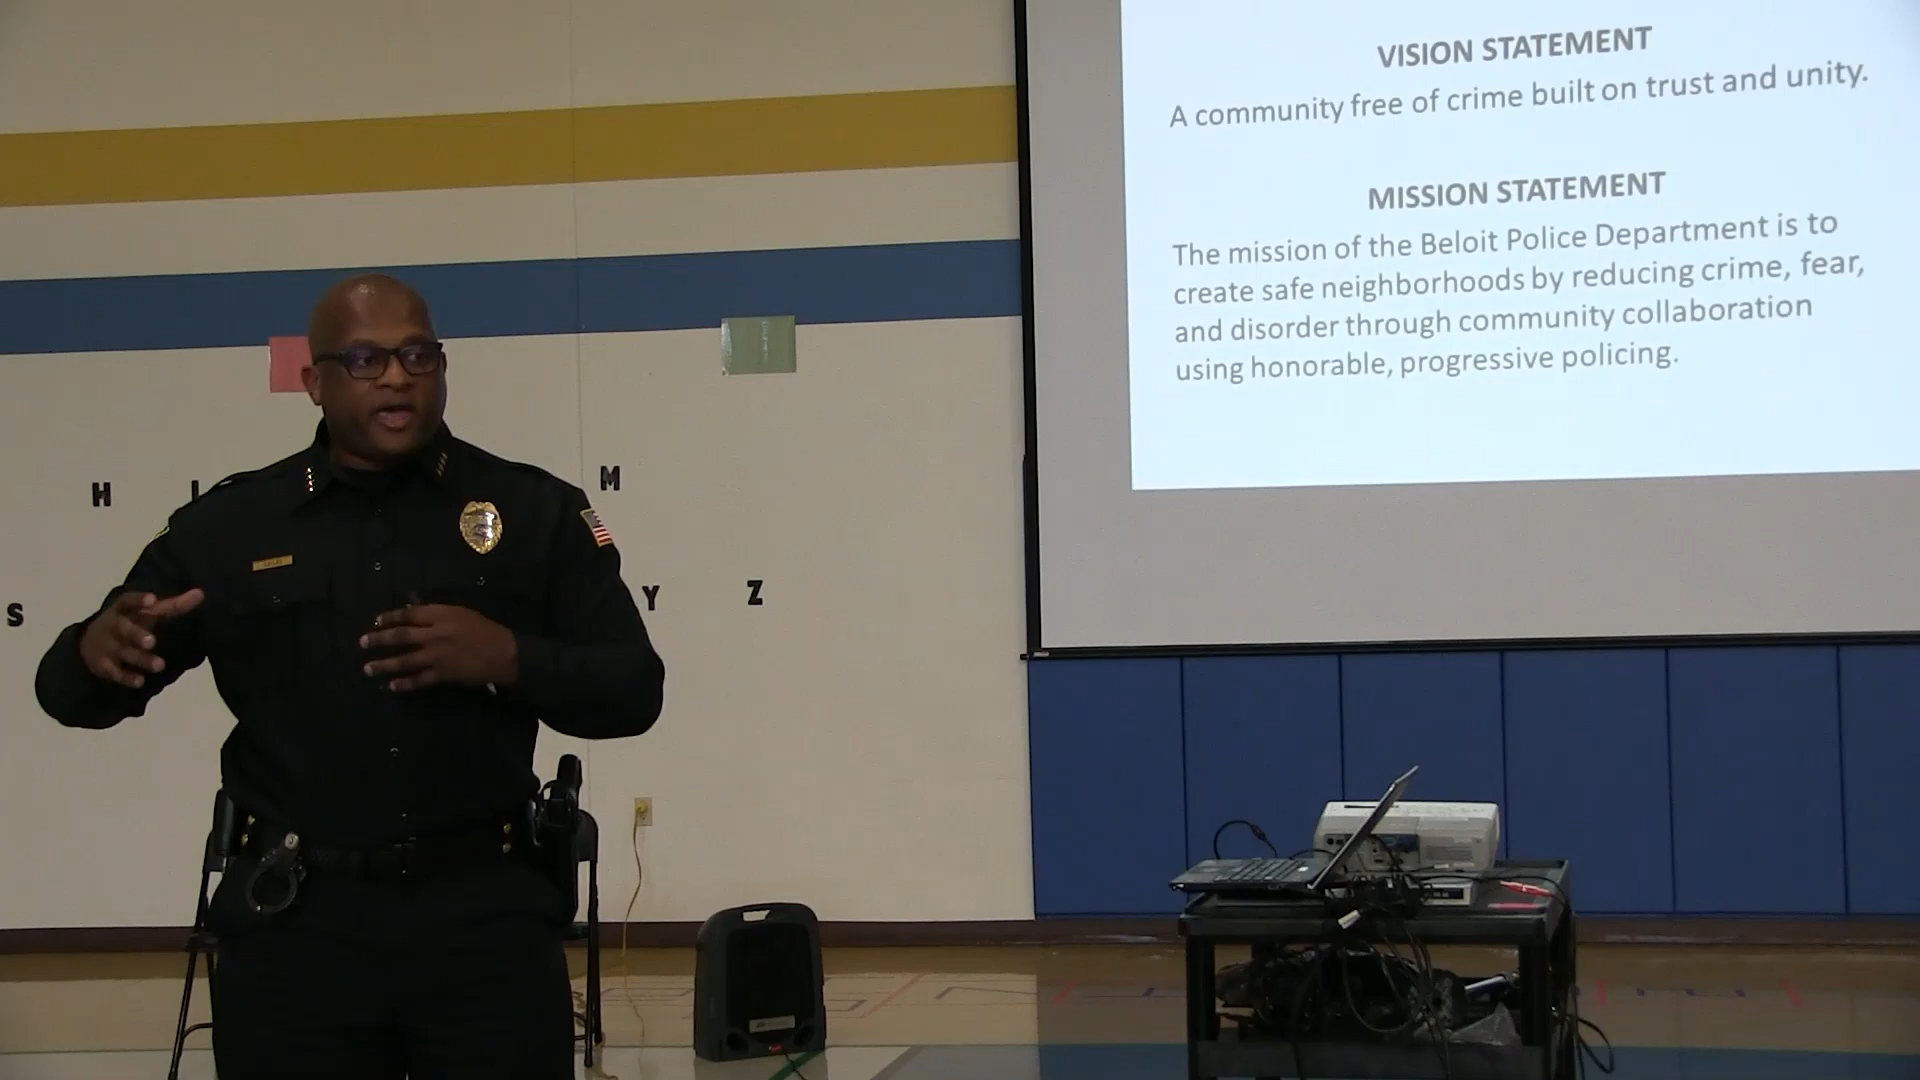 VISION STATEMENT
A community free of crime built on trust and unity.
MISSION STATEMENT
The mission of the Beloit Police Department is to
create safe neighborhoods by reducing crime, fear,
and disorder through community collaboration
using honorable, progressive policing.
H M
S Y Z